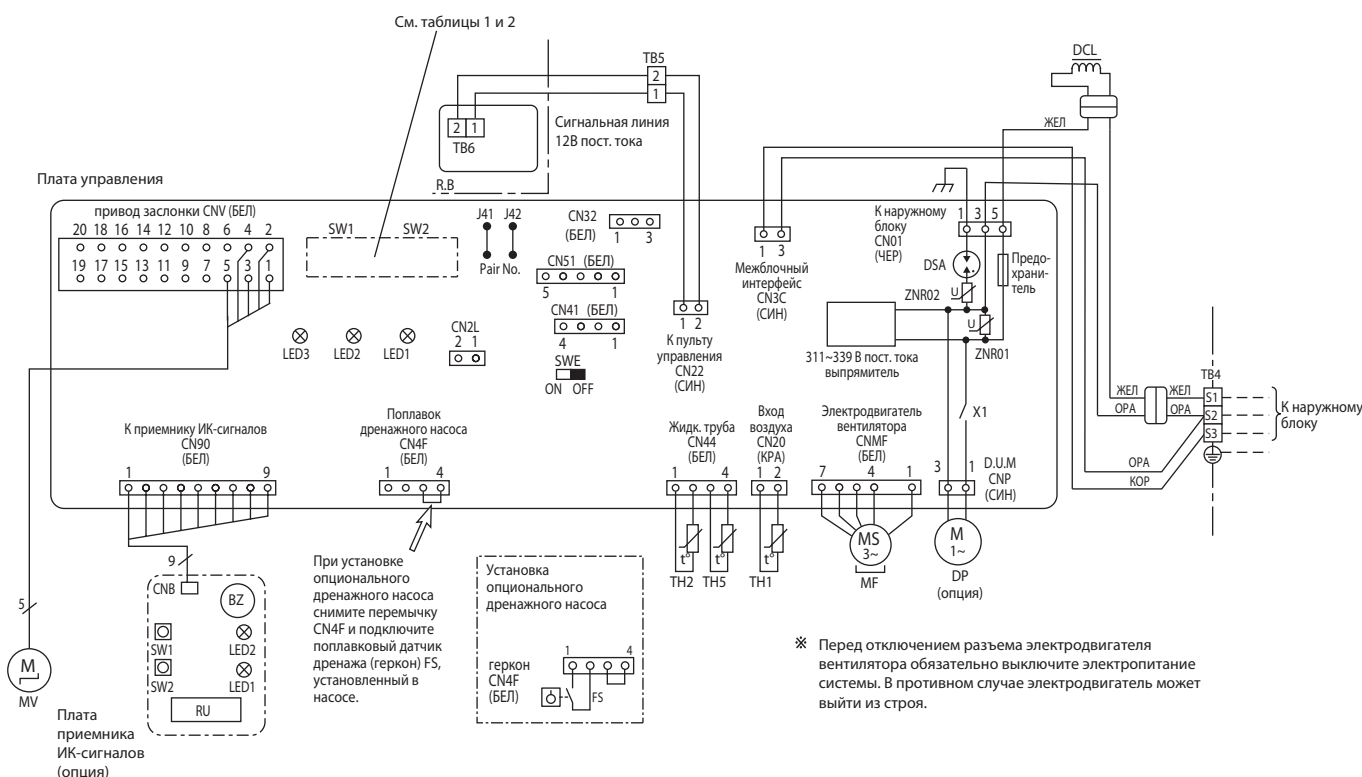 См. таблицы 1 и 2
DCL
TB5
2
1
2 1
TB6
Сигнальная линия
12В пост. тока
R.B
ЖЕЛ
Плата управления
привод заслонки CNV (БЕЛ)
20 18 16 14 12 10 8 6 4 2
19 17 15 13 11 9 7 5 3 1
SW1 SW2
J41 J42
Pair No.
CN32
(БЕЛ)
1 3
CN51 (БЕЛ)
5 1
CN41 (БЕЛ)
4 1
SWE
ON OFF
CN2L
2 1
LED3 LED2 LED1
1 2
К пульту
управления
CN22
(СИН)
1 3
Межблочный
интерфейс
CN3C
(СИН)
К наружному
блоку
CN01
(ЧЕР)
1 3 5
DSA
Предо-
храни-
тель
ZNR02
U
U
ZNR01
311~339 В пост. тока
выпрямитель
X1
TB4
ЖЕЛ ЖЕЛ S1
ОРА ОРА S2
S3
К наружному
блоку
ОРА
КОР
К приемнику ИК-сигналов
CN90
(БЕЛ)
1 9
Поплавок
дренажного насоса
CN4F
(БЕЛ)
1 4
Жидк. труба
CN44
(БЕЛ)
1 4
Вход
воздуха
CN20
(КРА)
1 2
Электродвигатель
вентилятора
CNMF
(БЕЛ)
7 4 1
3 1
D.U.M
CNP
(СИН)
t° t° t°
TH2 TH5 TH1
MS
3~
MF
M
1~
DP
(опция)
9
CNB
BZ
SW1
LED2
SW2
LED1
RU
5
M
MV
Плата
приемника
ИК-сигналов
(опция)
При установке
опционального
дренажного насоса
снимите перемычку
CN4F и подключите
поплавковый датчик
дренажа (геркон) FS,
установленный в
насосе.
Установка
опционального
дренажного насоса
1 4
геркон
CN4F
(БЕЛ)
FS
※ Перед отключением разъема электродвигателя
вентилятора обязательно выключите электропитание
системы. В противном случае электродвигатель может
выйти из строя.